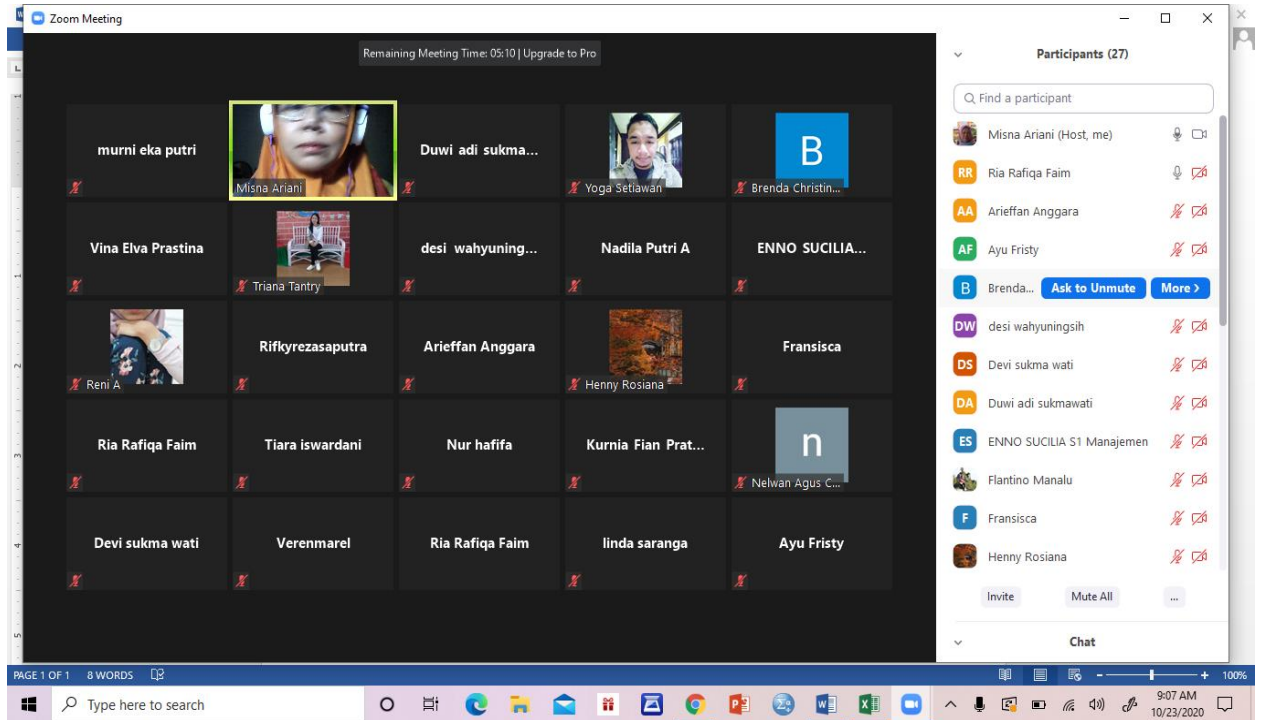 Zoom Meeting
Remaining Meeting Time: 05:10 | Upgrade to Pro
murni eka putri
Misna Ariani
Duwi adi sukma...
Yoga Setiawan
B
Brenda Christin...
Vina Elva Prastina
Triana Tantry
desi wahyuning...
Nadila Putri A
ENNO SUCILIA...
Reni A
Rifkyrezasaputra
Arieffan Anggara
Henny Rosiana
Fransisca
Ria Rafiqa Faim
Tiara iswardani
Nur hafifa
Kurnia Fian Prat...
n
Nelwan Agus C...
Devi sukma wati
Verenmarel
Ria Rafiqa Faim
linda saranga
Ayu Fristy
Participants (27)
Find a participant
Misna Ariani (Host, me)
RR Ria Rafiqa Faim
AA Arieffan Anggara
AF Ayu Fristy
B Brenda... Ask to Unmute More >
DW desi wahyuningsih
DS Devi sukma wati
DA Duwi adi sukmawati
ES ENNO SUCILIA S1 Manajemen
Flantino Manalu
F Fransisca
Henny Rosiana
Invite Mute All ...
Chat
PAGE 1 OF 1 8 WORDS 100%
Type here to search
9:07 AM
10/23/2020